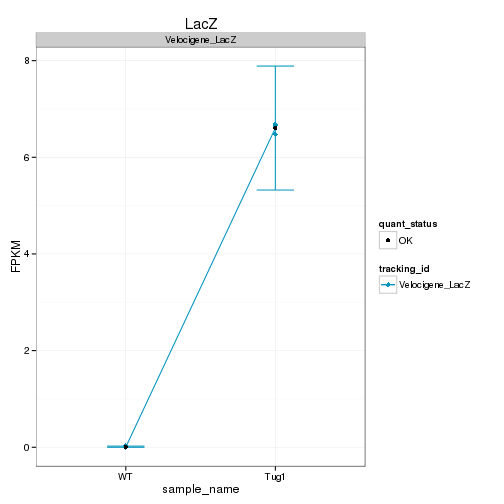 LacZ
Velocigene_LacZ
FPKM
8
6
4
2
0
WT
Tug1
sample_name
quant_status
OK
tracking_id
Velocigene_LacZ